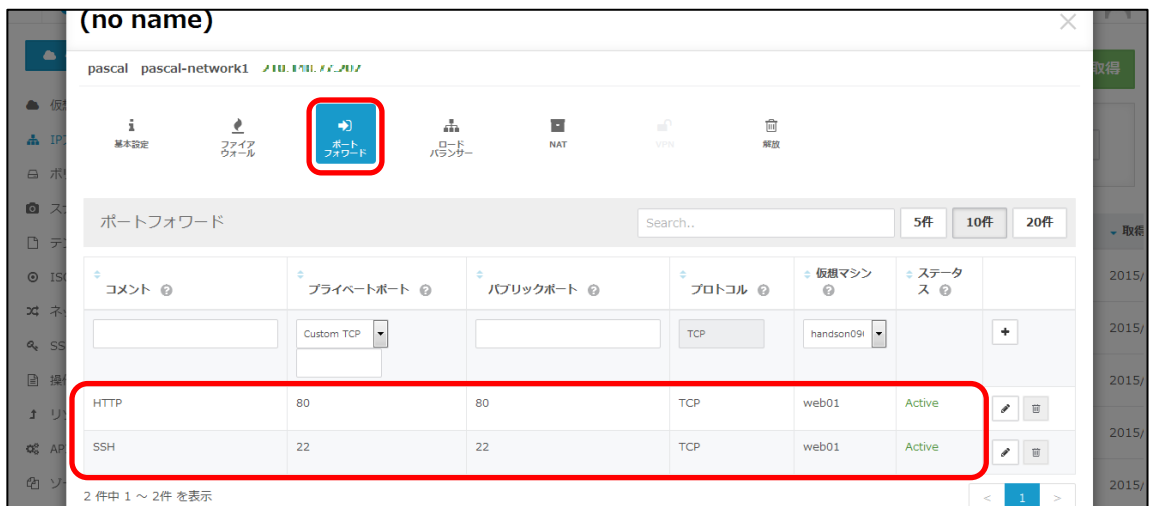 (no name)
pascal pascal-network1
取得
基本設定
ファイア
ウォール
ポート
フォワード
ロード
バランサー
NAT
VPN
解放
ポートフォワード
Search..
5件 10件 20件
コメント プライベートポート パブリックポート プロトコル 仮想マシン ステータ
ス
Custom TCP TCP
HTTP 80 80 TCP web01 Active
SSH 22 22 TCP web01 Active
2 件中 1 ～ 2件 を表示
< 1 >
IP
ISO
SS
AP
2015/
2015/
2015/
2015/
2015/